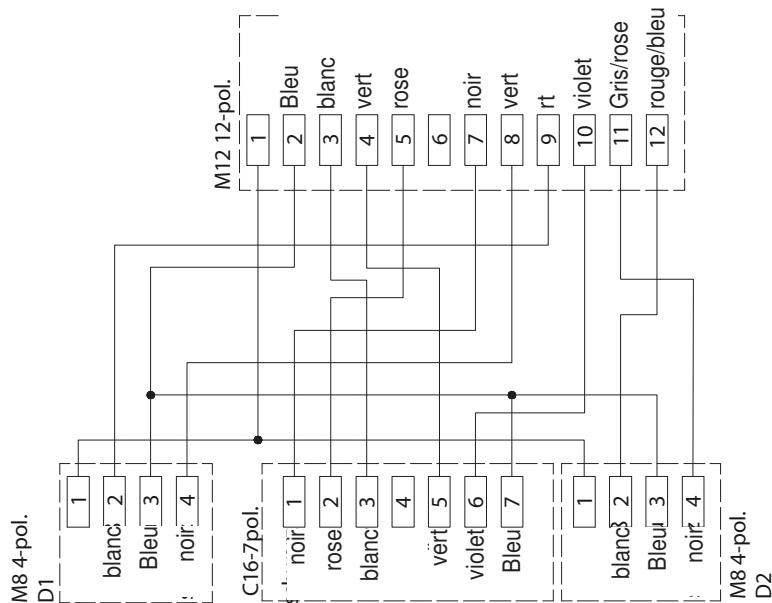 M12 12-pol.
1
2 Bleu
3 blanc
4 vert
5 rose
6
7 noir
8 vert
9 rt
10 violet
11 Gris/rose
12 rouge/bleu
M8 4-pol.
D1
1
blanc 2
Bleu 3
noir 4
C16-7pol.
noir 1
rose 2
blanc 3
4
vert 5
violet 6
Bleu 7
1
blanc 2
Bleu 3
noir 4
M8 4-pol.
D2